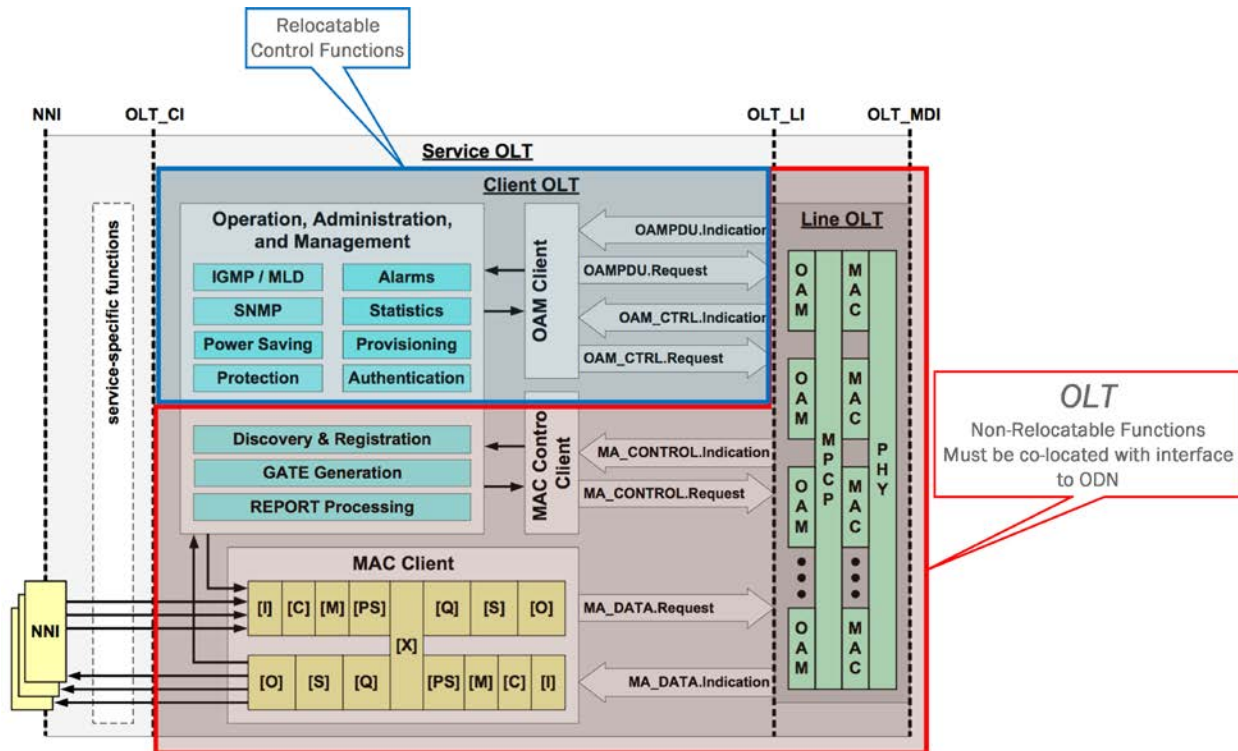 Relocatable
Control Functions
NNI
OLT_CI
OLT_LI
OLT_MDI
Service OLT
Client OLT
Line OLT
service-specific functions
Operation, Administration,
and Management
IGMP / MLD
Alarms
SNMP
Statistics
Power Saving
Provisioning
Protection
Authentication
OAM Client
OAMPDU.Indication
OAMPDU.Request
OAM_CTRL.Indication
OAM_CTRL.Request
Discovery & Registration
GATE Generation
REPORT Processing
MAC Control
Client
MA_CONTROL.Indication
MA_CONTROL.Request
MAC Client
[I] [C] [M] [PS] [Q] [S] [O]
[X]
[O] [S] [Q] [PS] [M] [C] [I]
MA_DATA.Request
MA_DATA.Indication
NNI
OAM
OAM
OAM
OAM
MPCP
MAC
MAC
MAC
MAC
PHY
OLT
Non-Relocatable Functions
Must be co-located with interface
to ODN